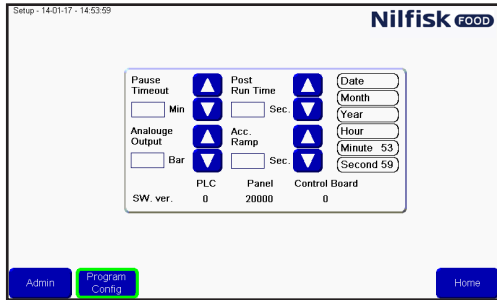 Setup - 14-01-17 - 14:53:59
Nilfisk FOOD
Pause Timeout
Min
Post Run Time
Sec.
Analouge Output
Bar
Acc. Ramp
Sec.
Date
Month
Year
Hour
Minute 53
Second 59
PLC Panel Control Board
SW. ver. 0 20000 0
Admin
Program Config
Home